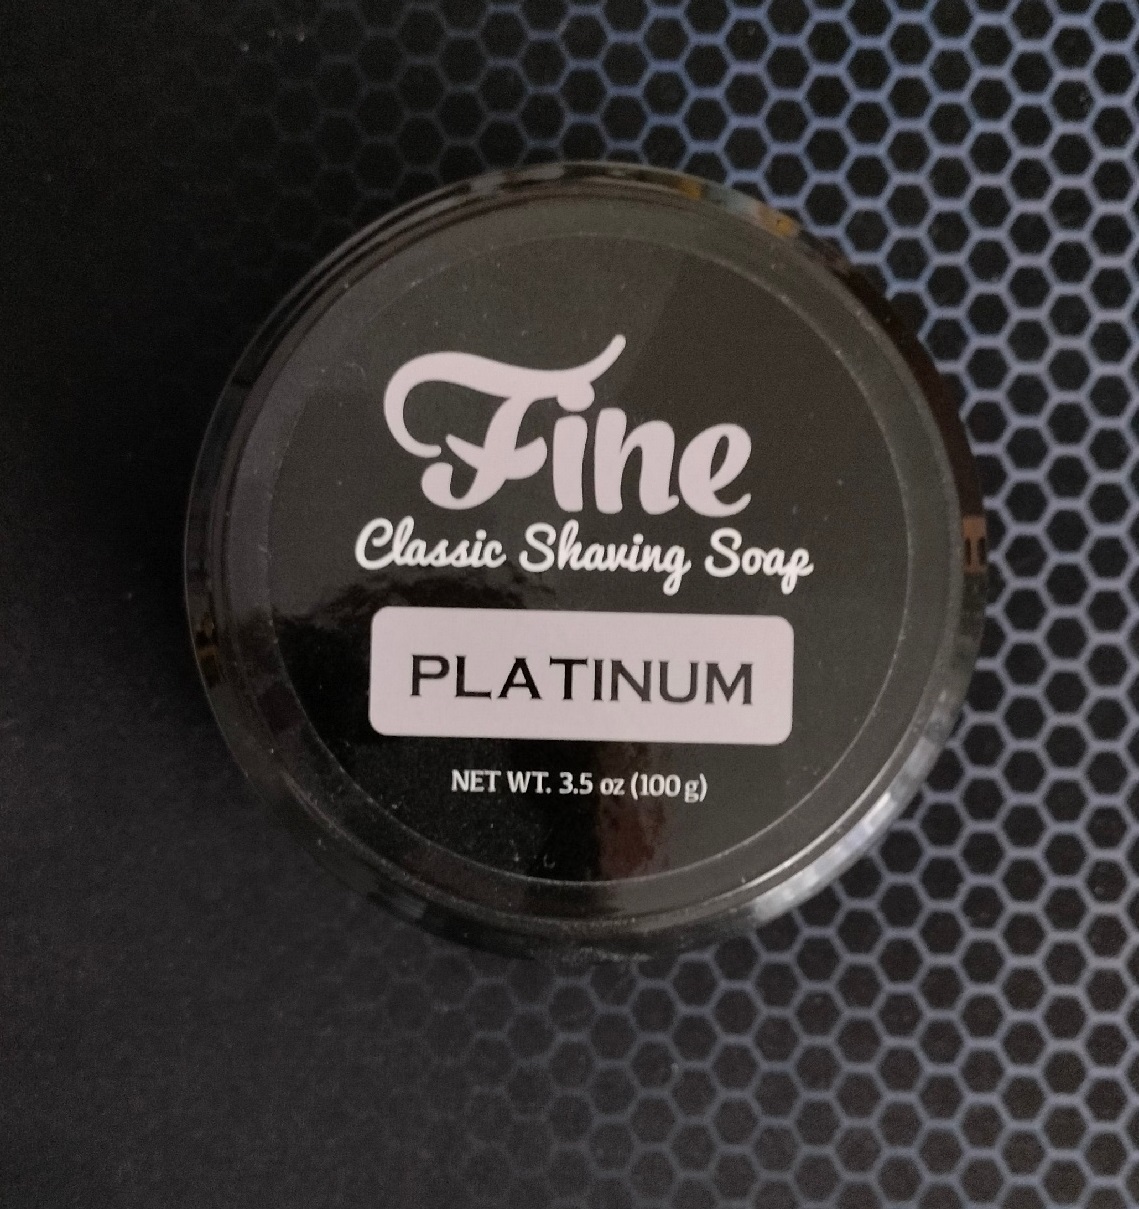 Fine
Classic Shaving Soap
PLATINUM
NET WT. 3.5 oz (100 g)